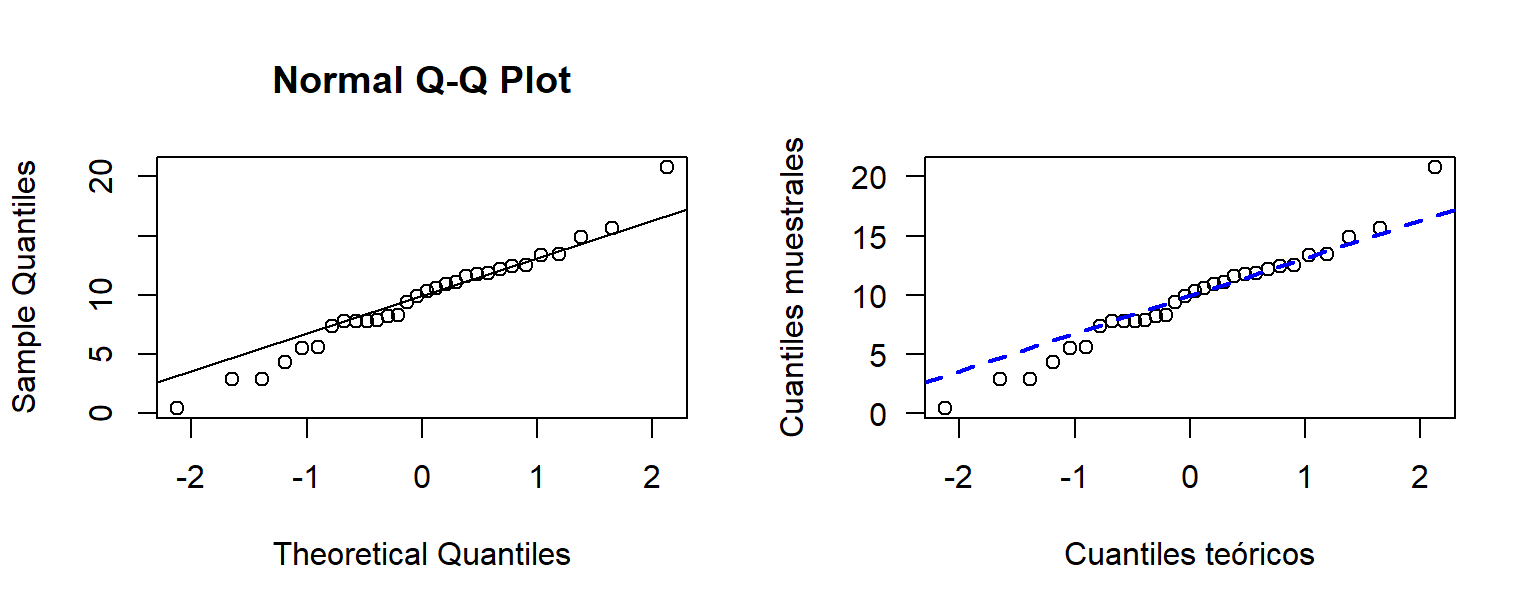 Normal Q-Q Plot
Sample Quantiles
20
10
5
0
-2 -1 0 1 2
Theoretical Quantiles
Cuantiles muestrales
20
15
10
5
0
-2 -1 0 1 2
Cuantiles teóricos